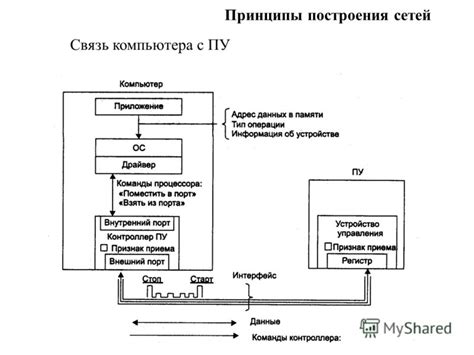 Принципы построения сетей
Связь компьютера с ПУ
Компьютер
Приложение
Адрес данных в памяти
Тип операции
Информация об устройстве
ОС
Драйвер
ПУ
Команды процессора:
«Поместить в порт»
«Взять из порта»
Внутренний порт
Контроллер ПУ
Признак приема
Внешний порт
Устройство
управления
Признак приема
Регистр
Стоп
Старт
Интерфейс
Данные
Команды контроллера:
MyShared